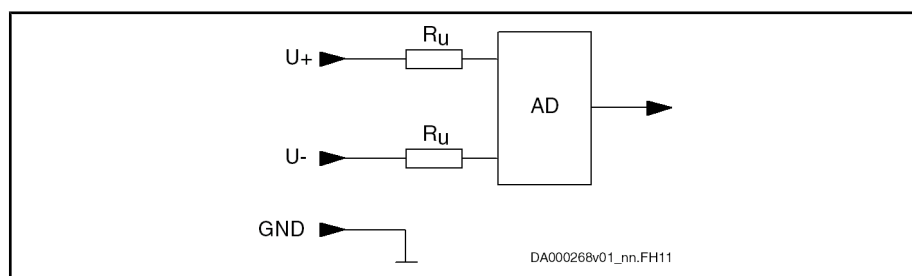 Ru
U+
AD
Ru
U-
GND
DA000268v01_nn.FH11